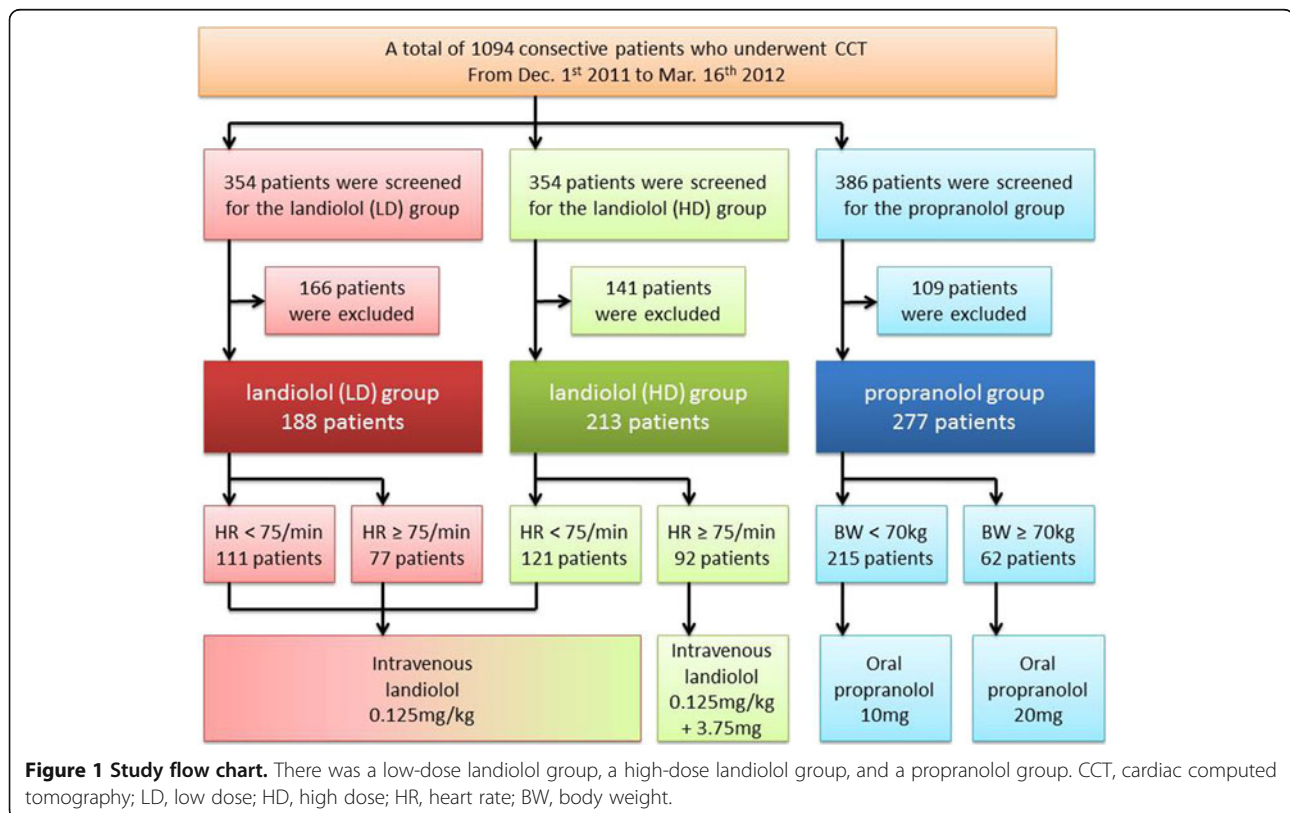 A total of 1094 consective patients who underwent CCT
From Dec. 1st 2011 to Mar. 16th 2012
354 patients were screened
for the landiolol (LD) group
354 patients were screened
for the landiolol (HD) group
386 patients were screened
for the propranolol group
166 patients
were excluded
141 patients
were excluded
109 patients
were excluded
landiolol (LD) group
188 patients
landiolol (HD) group
213 patients
propranolol group
277 patients
HR < 75/min
111 patients
HR ≥ 75/min
77 patients
HR < 75/min
121 patients
HR ≥ 75/min
92 patients
BW < 70kg
215 patients
BW ≥ 70kg
62 patients
Intravenous
landiolol
0.125mg/kg
Intravenous
landiolol
0.125mg/kg
+ 3.75mg
Oral
propranolol
10mg
Oral
propranolol
20mg
Figure 1 Study flow chart. There was a low-dose landiolol group, a high-dose landiolol group, and a propranolol group. CCT, cardiac computed
tomography; LD, low dose; HD, high dose; HR, heart rate; BW, body weight.